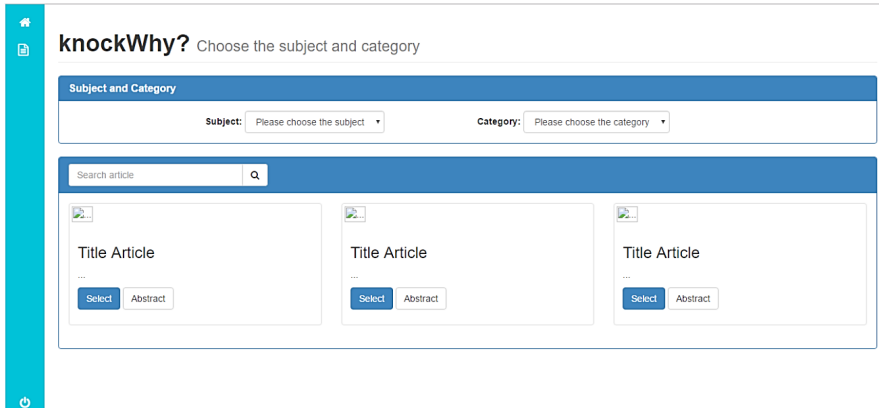 knockWhy? Choose the subject and category
Subject and Category
Subject: Please choose the subject Category: Please choose the category
Search article
... ... ...
Title Article Title Article Title Article
... ... ...
Select Abstract Select Abstract Select Abstract